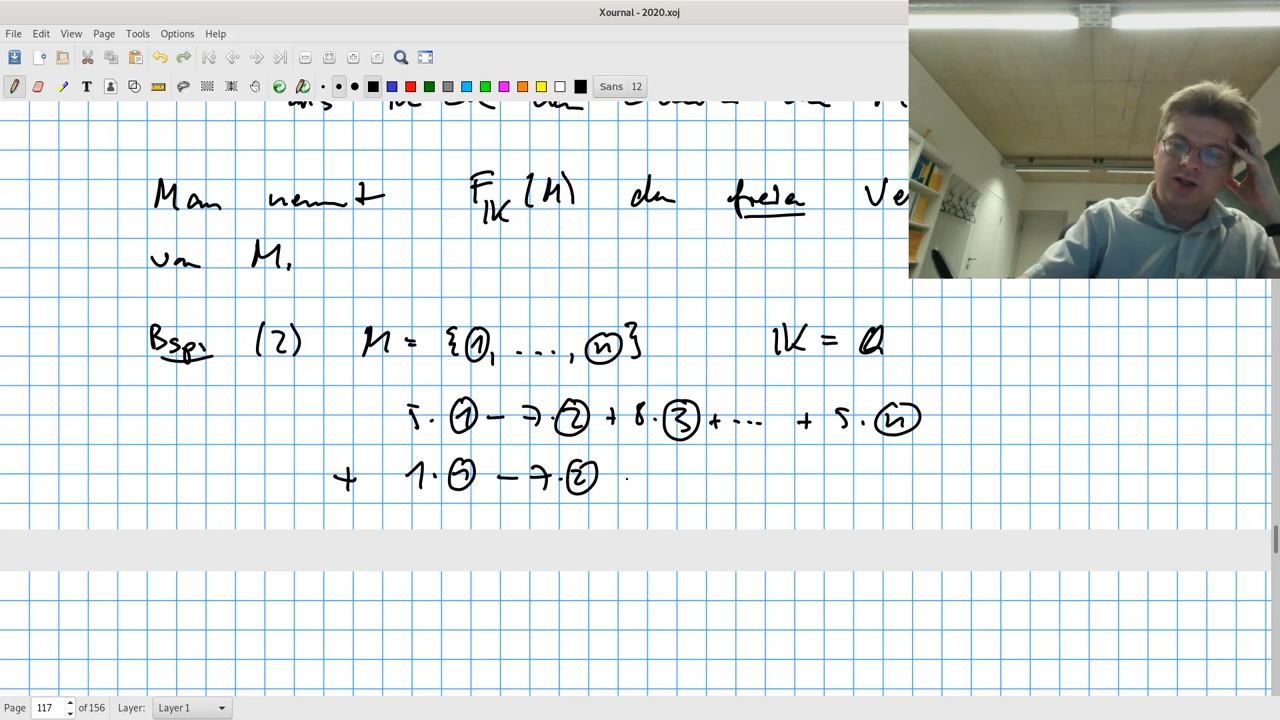 Xournal - 2020.xoj
File Edit View Page Tools Options Help
Sans 12
Man nennt F_IK (M) den freien Ve
von M.
Bsp: (2) M = {①, ..., ⓝ} IK = Q
5·① - 7·② + 8·③ + ... + 5·ⓝ
+ 1·① - 7·②
Page 117 of 156 Layer: Layer 1